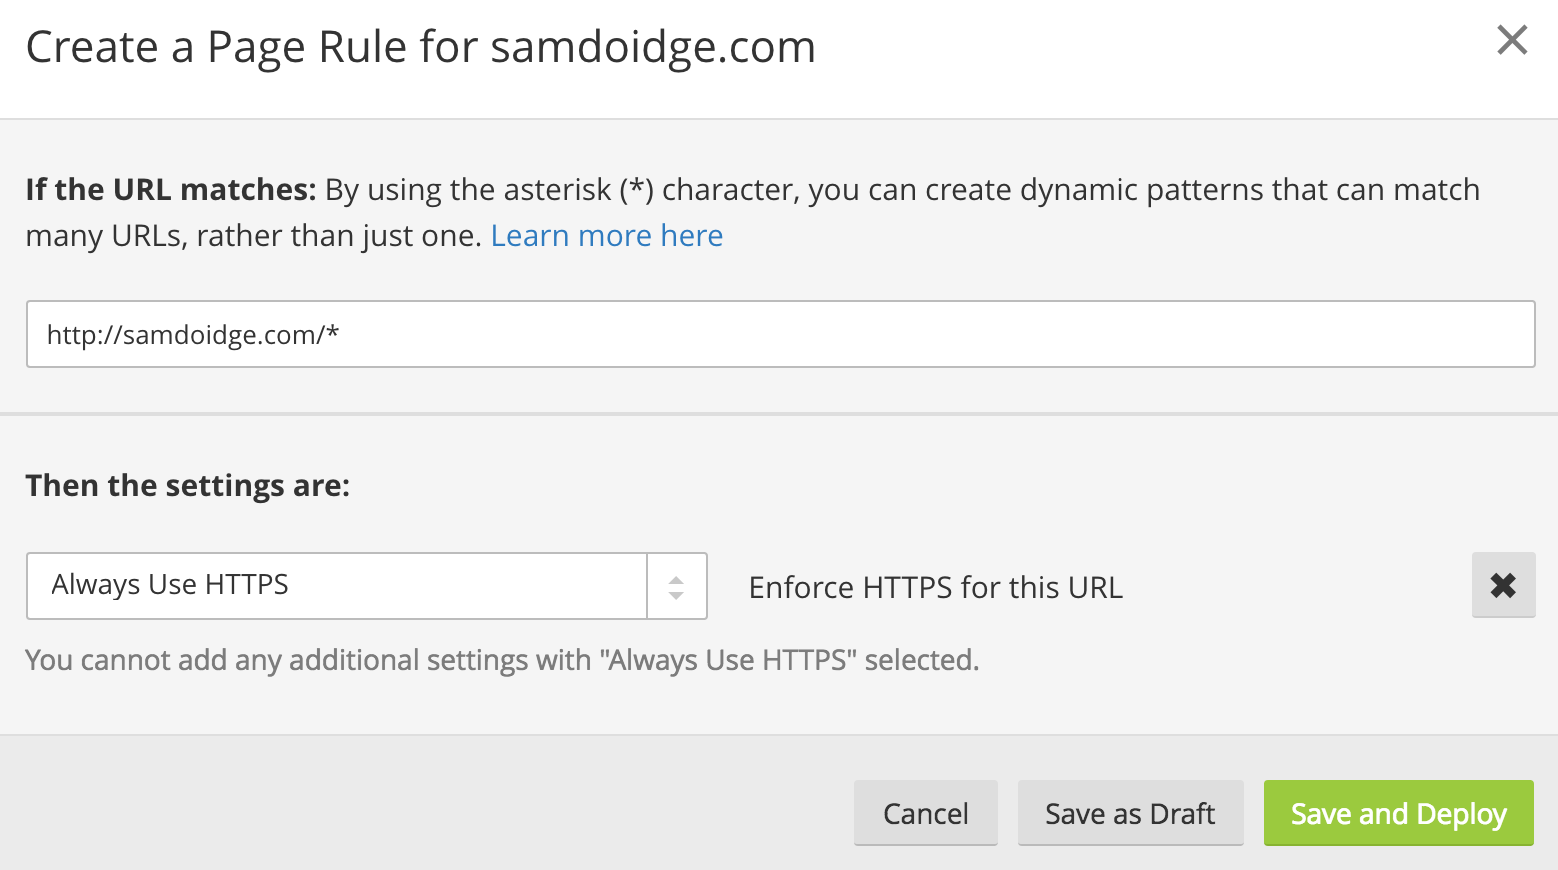 Create a Page Rule for samdoidge.com
If the URL matches: By using the asterisk (*) character, you can create dynamic patterns that can match
many URLs, rather than just one. Learn more here
http://samdoidge.com/*
Then the settings are:
Always Use HTTPS
Enforce HTTPS for this URL
You cannot add any additional settings with "Always Use HTTPS" selected.
Cancel
Save as Draft
Save and Deploy